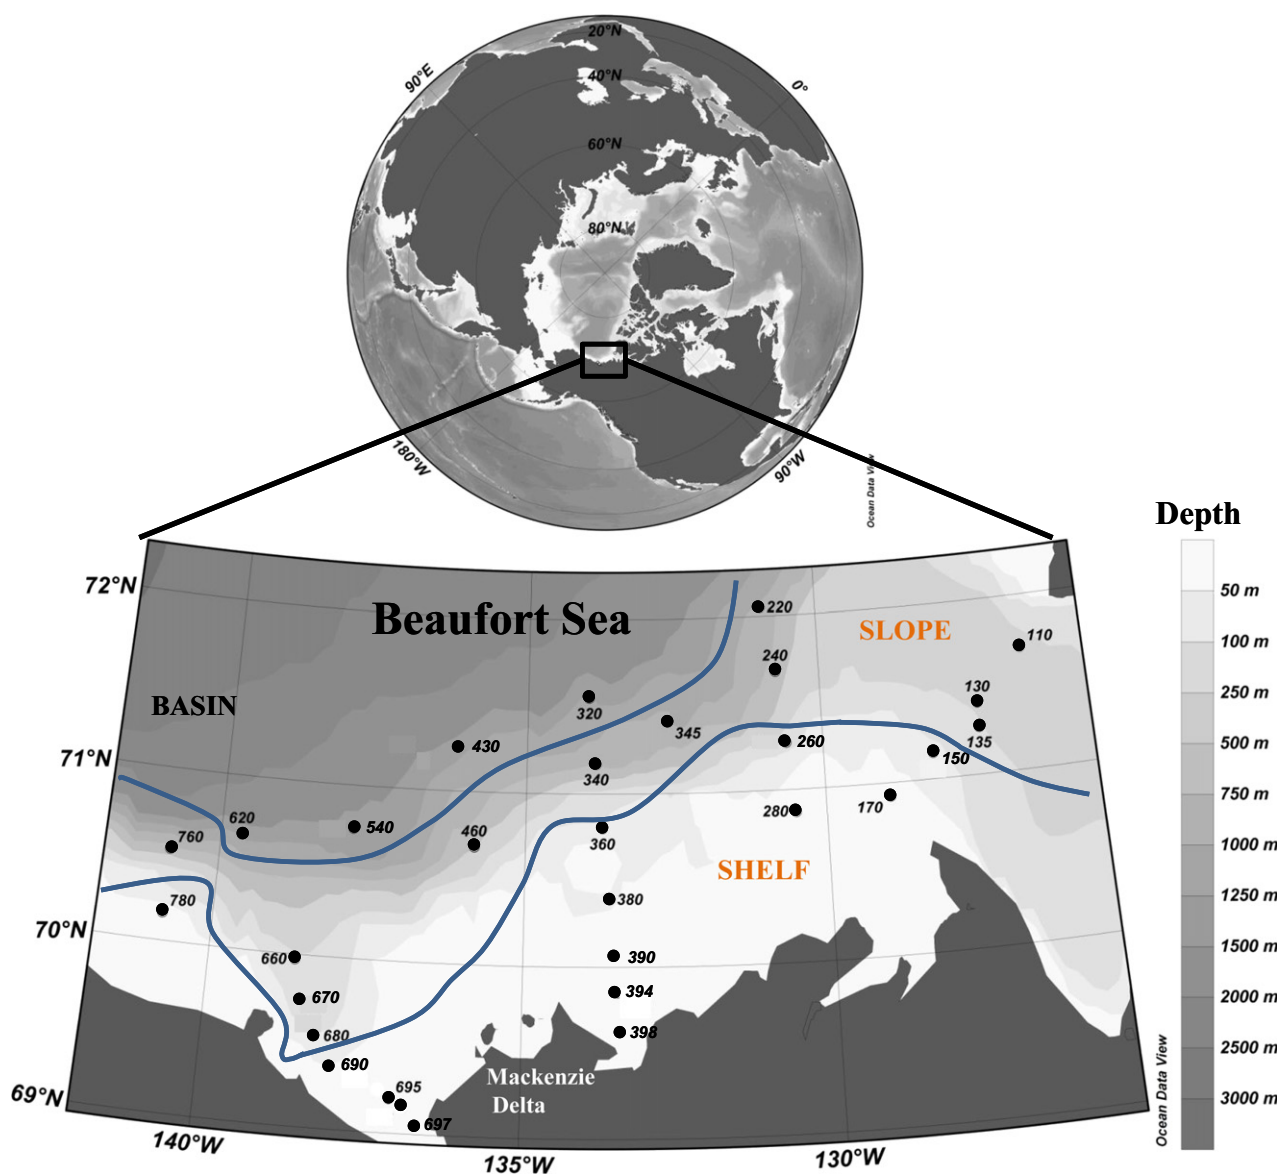 20°N
90°E
40°N
0°
60°N
80°N
180°W
90°W
Ocean Data View
Depth
72°N
Beaufort Sea
220
SLOPE
50 m
110
100 m
240
130
250 m
BASIN
320
345
135
500 m
71°N
430
260
150
340
750 m
620
540
280
170
760
460
360
1000 m
SHELF
780
380
1250 m
70°N
660
390
1500 m
670
394
2000 m
680
398
2500 m
690
Mackenzie
Delta
695
697
3000 m
69°N
Ocean Data View
140°W
135°W
130°W